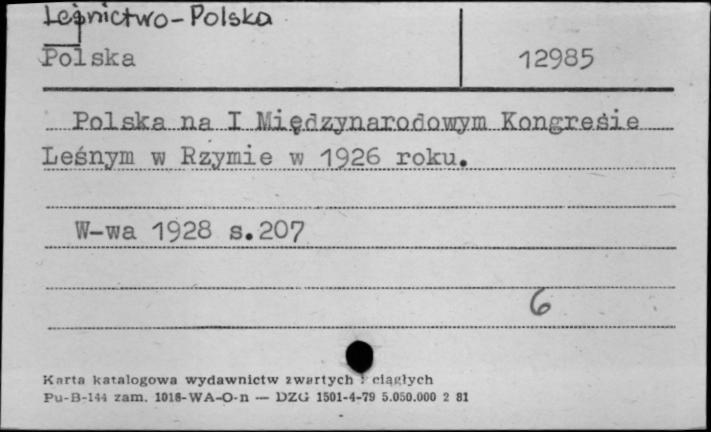 Leśnictwo-Polska
Polska 12985
Polska na I Międzynarodowym Kongresie
Leśnym w Rzymie w 1926 roku.
W-wa 1928 s.207
6
Karta katalogowa wydawnictw zwartych i ciągłych
Pu-B-144 zam. 1018-WA-O-n — DZG 1501-4-79 5.050.000 2 81